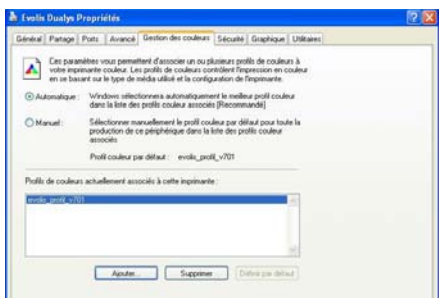 Evolis Dualys Propriétés
Général Partage Ports Avancé Gestion des couleurs Sécurité Graphique Utilitaires
Ces paramètres vous permettent d'associer un ou plusieurs profils de couleurs à
votre imprimante couleur. Les profils de couleurs contrôlent l'impression en couleur
en se basant sur le type de média utilisé et la configuration de l'imprimante.
Automatique : Windows sélectionnera automatiquement le meilleur profil couleur
dans la liste des profils couleur associés [Recommandé]
Manuel : Sélectionner manuellement le profil couleur par défaut pour toute la
production de ce périphérique dans la liste des profils couleur
associés
Profil couleur par défaut : evolis_profil_v701
Profils de couleurs actuellement associés à cette imprimante :
evolis_profil_v701
Ajouter... Supprimer Définir par défaut